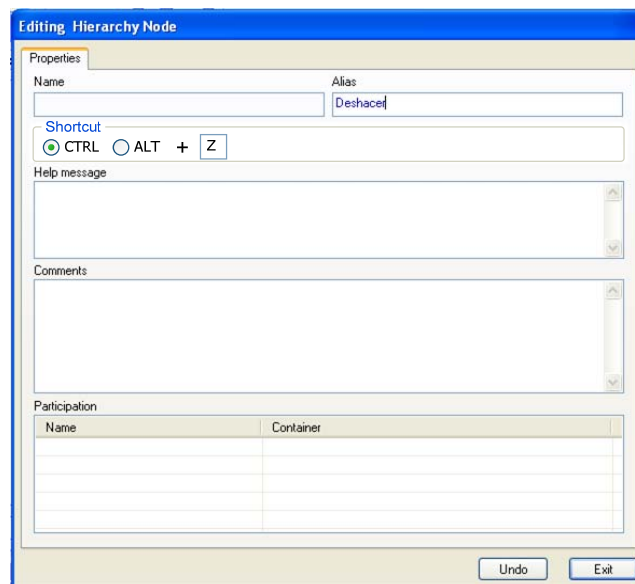 Editing Hierarchy Node
Properties
Name Alias
Deshacer
Shortcut
CTRL ALT + Z
Help message
Comments
Participation
Name Container
Undo Exit